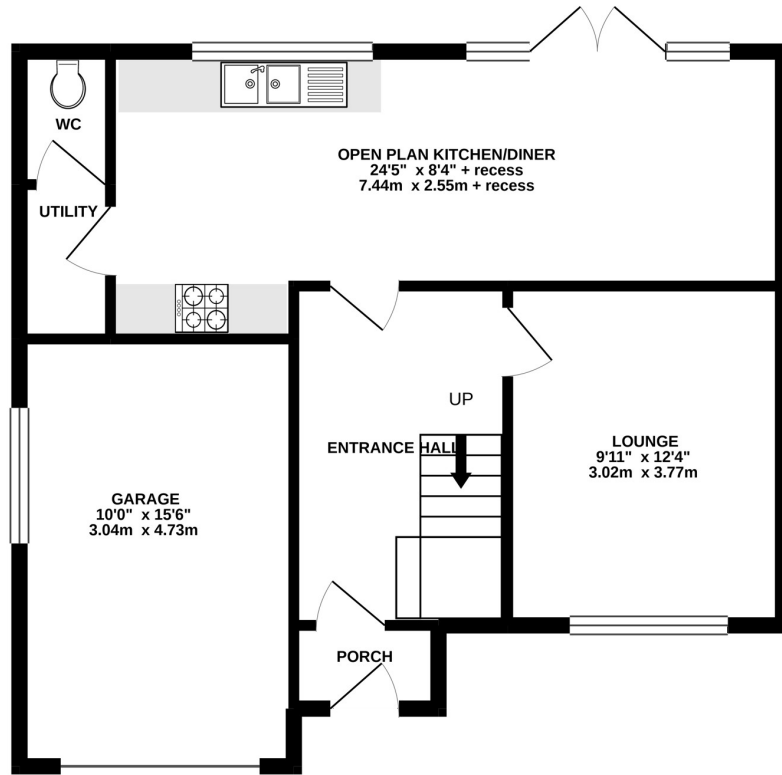 WC
OPEN PLAN KITCHEN/DINER
24'5" x 8'4" + recess
7.44m x 2.55m + recess
UTILITY
UP
ENTRANCE HALL
LOUNGE
9'11" x 12'4"
3.02m x 3.77m
GARAGE
10'0" x 15'6"
3.04m x 4.73m
PORCH